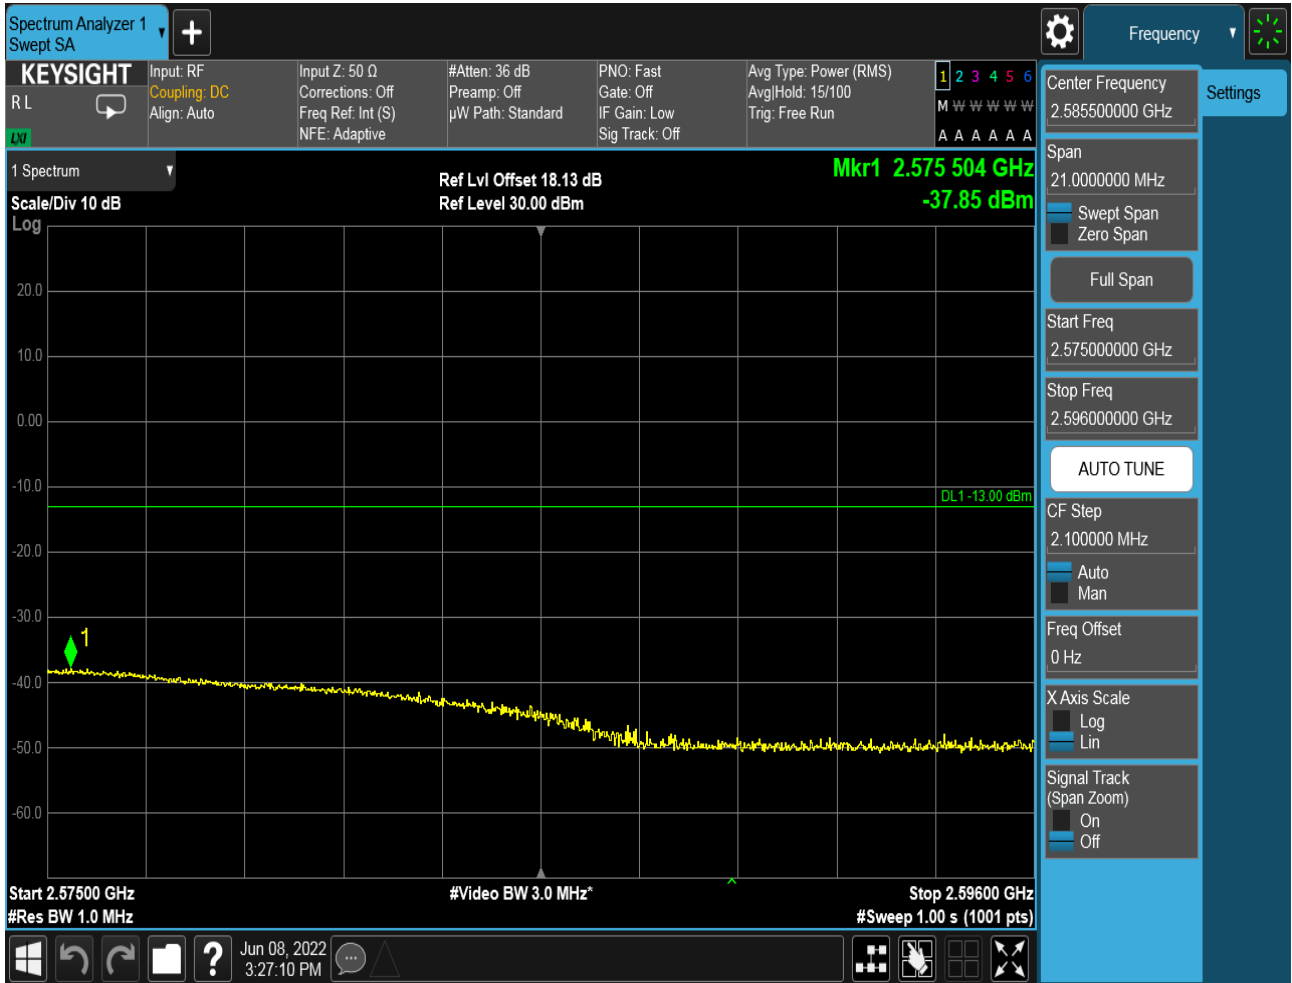 Spectrum Analyzer 1
Swept SA
Frequency
KEYSIGHT
R L
LXI
Input: RF
Coupling: DC
Align: Auto
Input Z: 50 Ω
Corrections: Off
Freq Ref: Int (S)
NFE: Adaptive
#Atten: 36 dB
Preamp: Off
µW Path: Standard
PNO: Fast
Gate: Off
IF Gain: Low
Sig Track: Off
Avg Type: Power (RMS)
Avg|Hold: 15/100
Trig: Free Run
1 2 3 4 5 6
M W W W W W
A A A A A A
1 Spectrum
Scale/Div 10 dB
Log
Ref Lvl Offset 18.13 dB
Ref Level 30.00 dBm
Mkr1 2.575 504 GHz
-37.85 dBm
20.0
10.0
0.00
-10.0
-20.0
-30.0
-40.0
-50.0
-60.0
DL1 -13.00 dBm
1
Start 2.57500 GHz
#Res BW 1.0 MHz
#Video BW 3.0 MHz*
Stop 2.59600 GHz
#Sweep 1.00 s (1001 pts)
Jun 08, 2022
3:27:10 PM
Center Frequency
2.585500000 GHz
Span
21.0000000 MHz
Swept Span
Zero Span
Full Span
Start Freq
2.575000000 GHz
Stop Freq
2.596000000 GHz
AUTO TUNE
CF Step
2.100000 MHz
Auto
Man
Freq Offset
0 Hz
X Axis Scale
Log
Lin
Signal Track
(Span Zoom)
On
Off
Settings